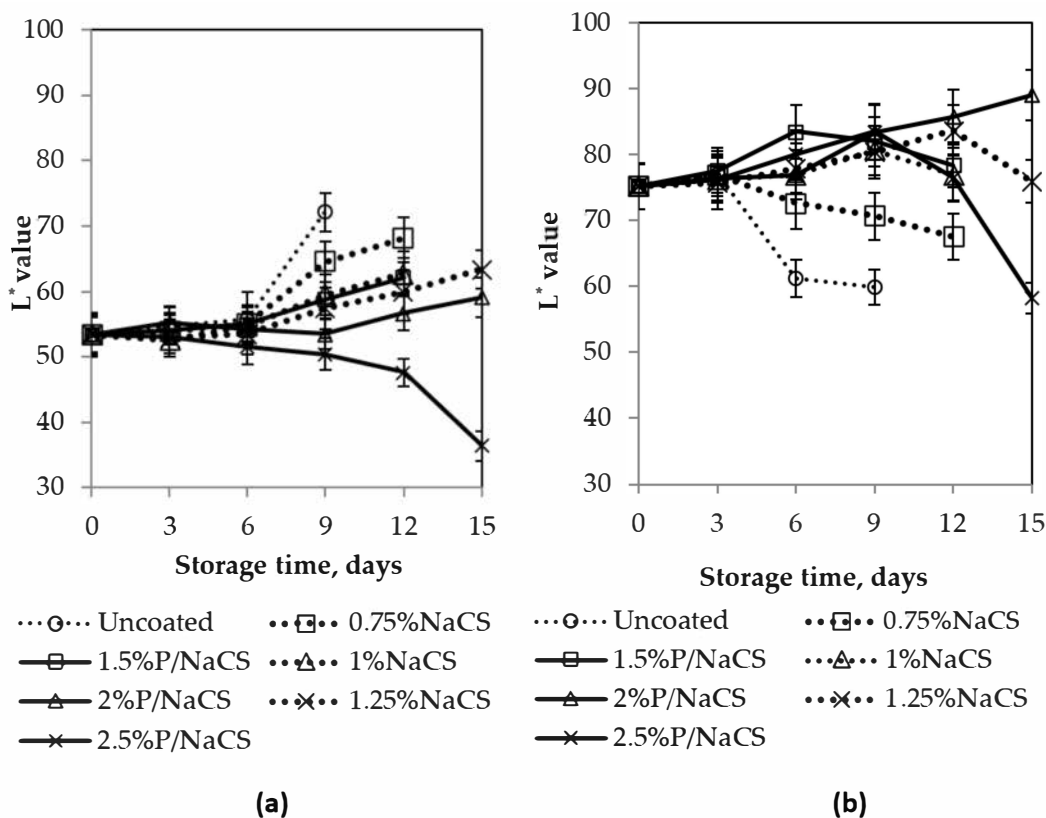 100
90
80
70
60
50
40
30
L* value
0 3 6 9 12 15
Storage time, days
Uncoated 0.75%NaCS
1.5%P/NaCS 1%NaCS
2%P/NaCS 1.25%NaCS
2.5%P/NaCS
(a)
100
90
80
70
60
50
40
30
L* value
0 3 6 9 12 15
Storage time, days
Uncoated 0.75%NaCS
1.5%P/NaCS 1%NaCS
2%P/NaCS 1.25%NaCS
2.5%P/NaCS
(b)